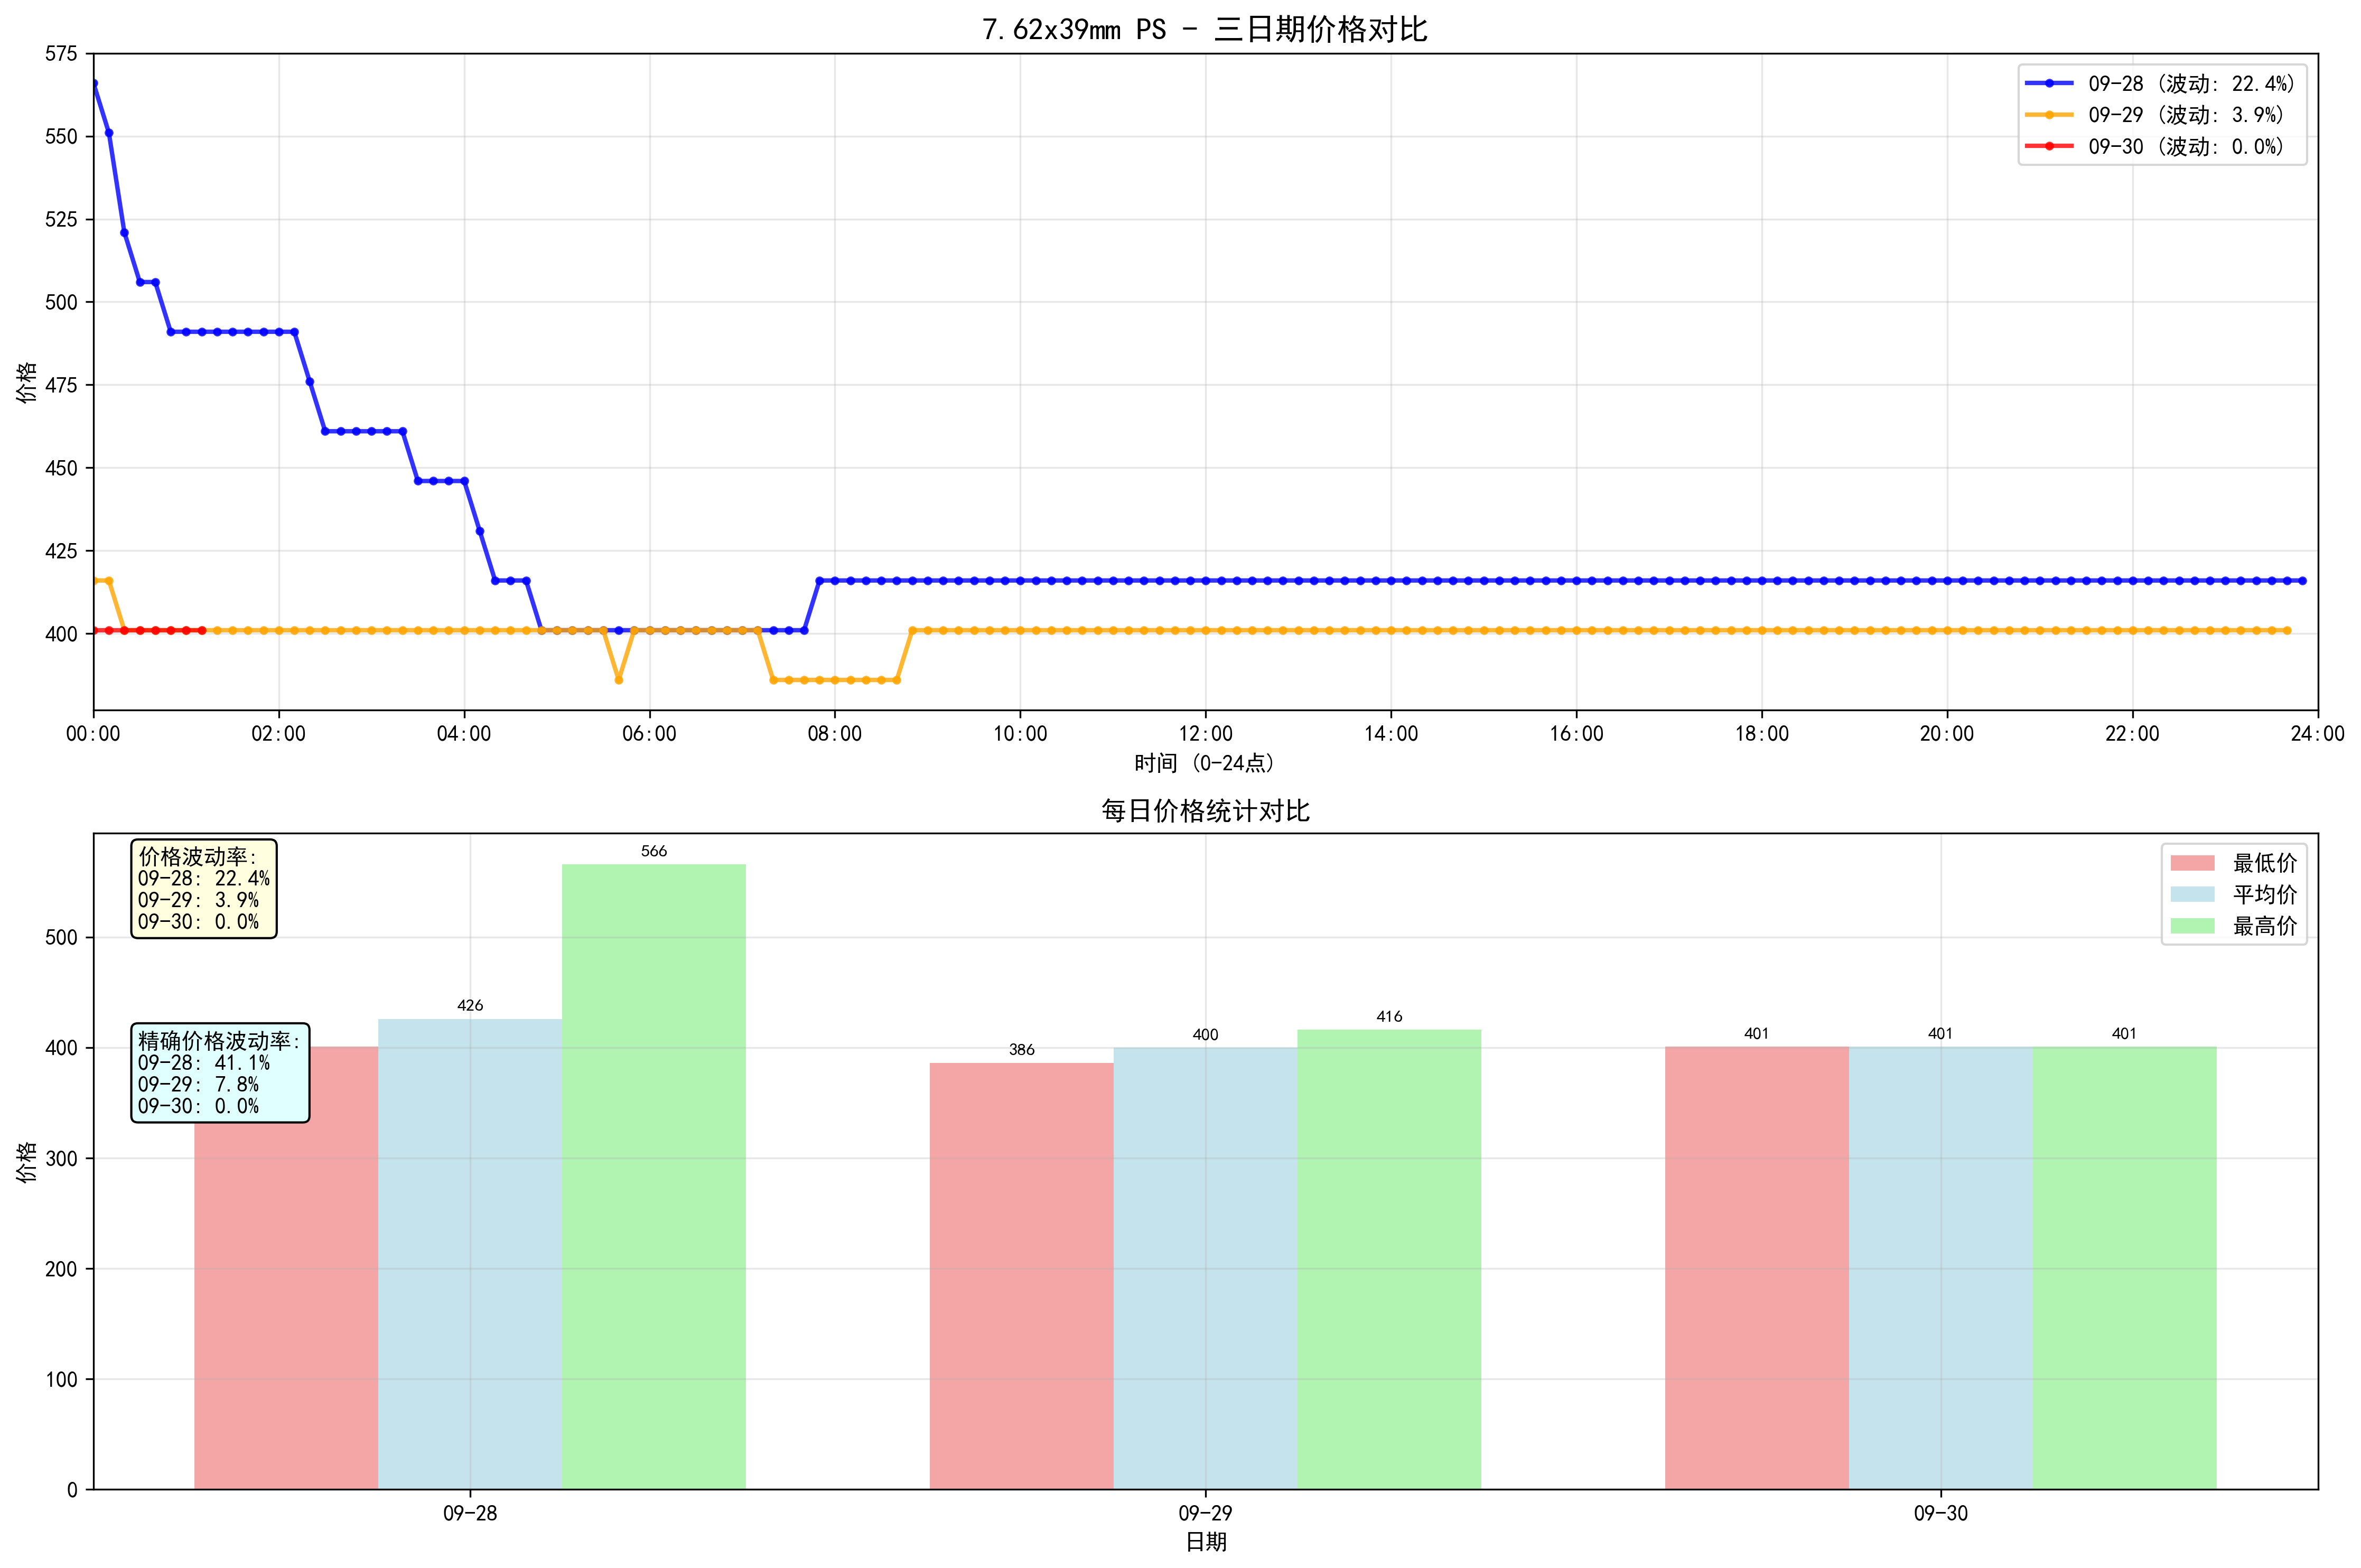 7.62x39mm PS - 三日期价格对比
09-28 (波动: 22.4%)
09-29 (波动: 3.9%)
09-30 (波动: 0.0%)
价格
575
550
525
500
475
450
425
400
00:00 02:00 04:00 06:00 08:00 10:00 12:00 14:00 16:00 18:00 20:00 22:00 24:00
时间 (0-24点)
每日价格统计对比
价格波动率:
09-28: 22.4%
09-29: 3.9%
09-30: 0.0%
精确价格波动率:
09-28: 41.1%
09-29: 7.8%
09-30: 0.0%
最低价
平均价
最高价
426
566
386
400
416
401
401
401
价格
500
400
300
200
100
0
09-28 09-29 09-30
日期